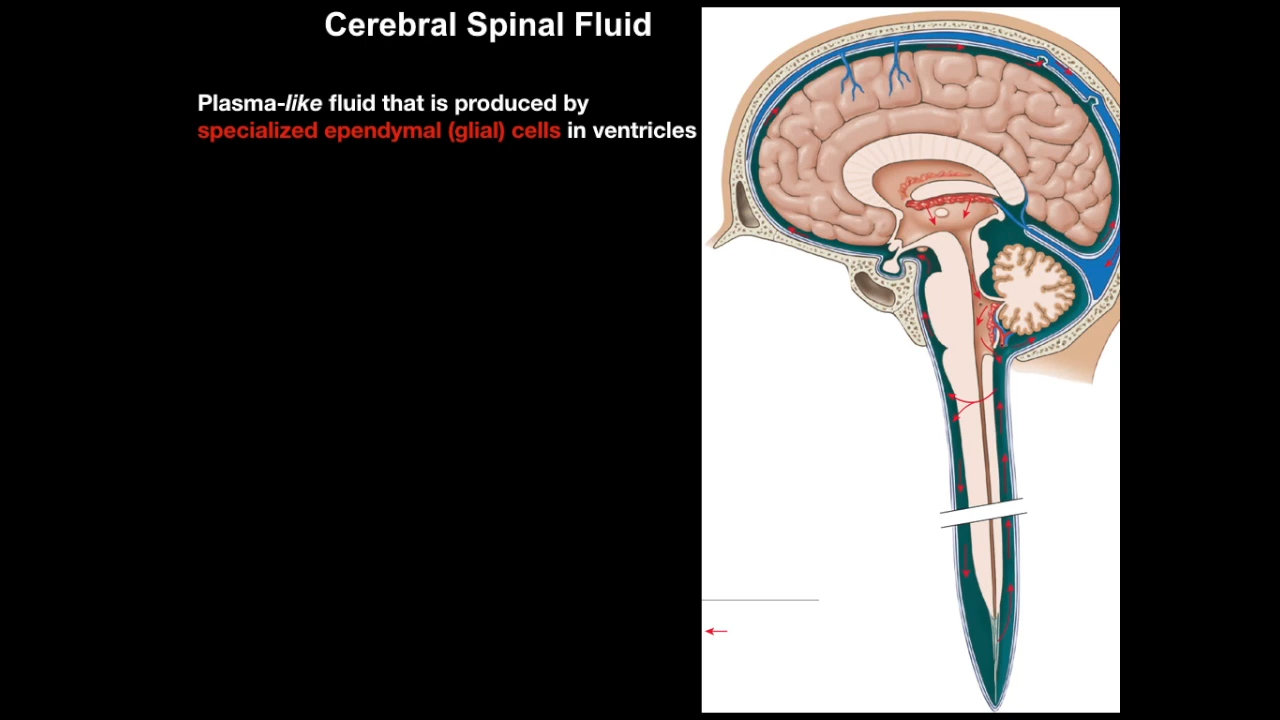 Cerebral Spinal Fluid
Plasma-like fluid that is produced by
specialized ependymal (glial) cells in ventricles